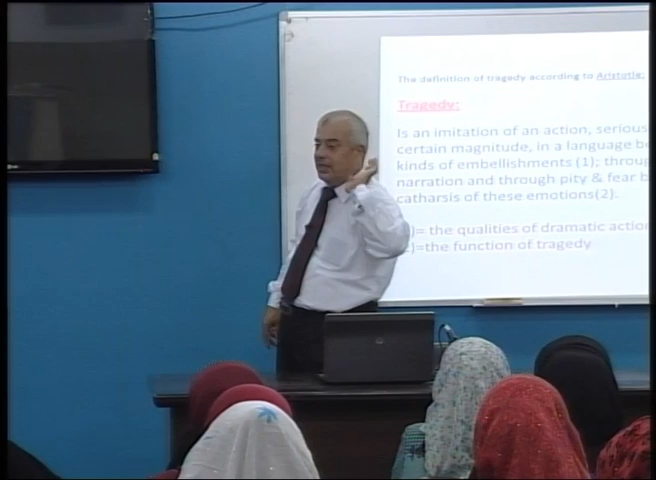 The definition of tragedy according to Aristotle,
Tragedy:
Is an imitation of an action, serious
certain magnitude, in a language
kinds of embellishments (1); throug
narration and through pity & fear
catharsis of these emotions(2).
)= the qualities of dramatic action
2)=the function of tragedy